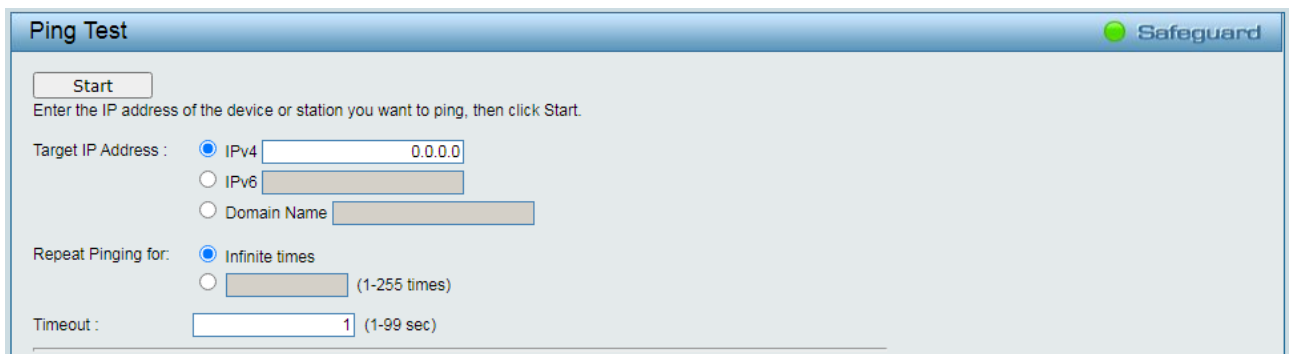 Ping Test
Safeguard
Start
Enter the IP address of the device or station you want to ping, then click Start.
Target IP Address : IPv4 0.0.0.0
IPv6
Domain Name
Repeat Pinging for: Infinite times
(1-255 times)
Timeout : 1 (1-99 sec)